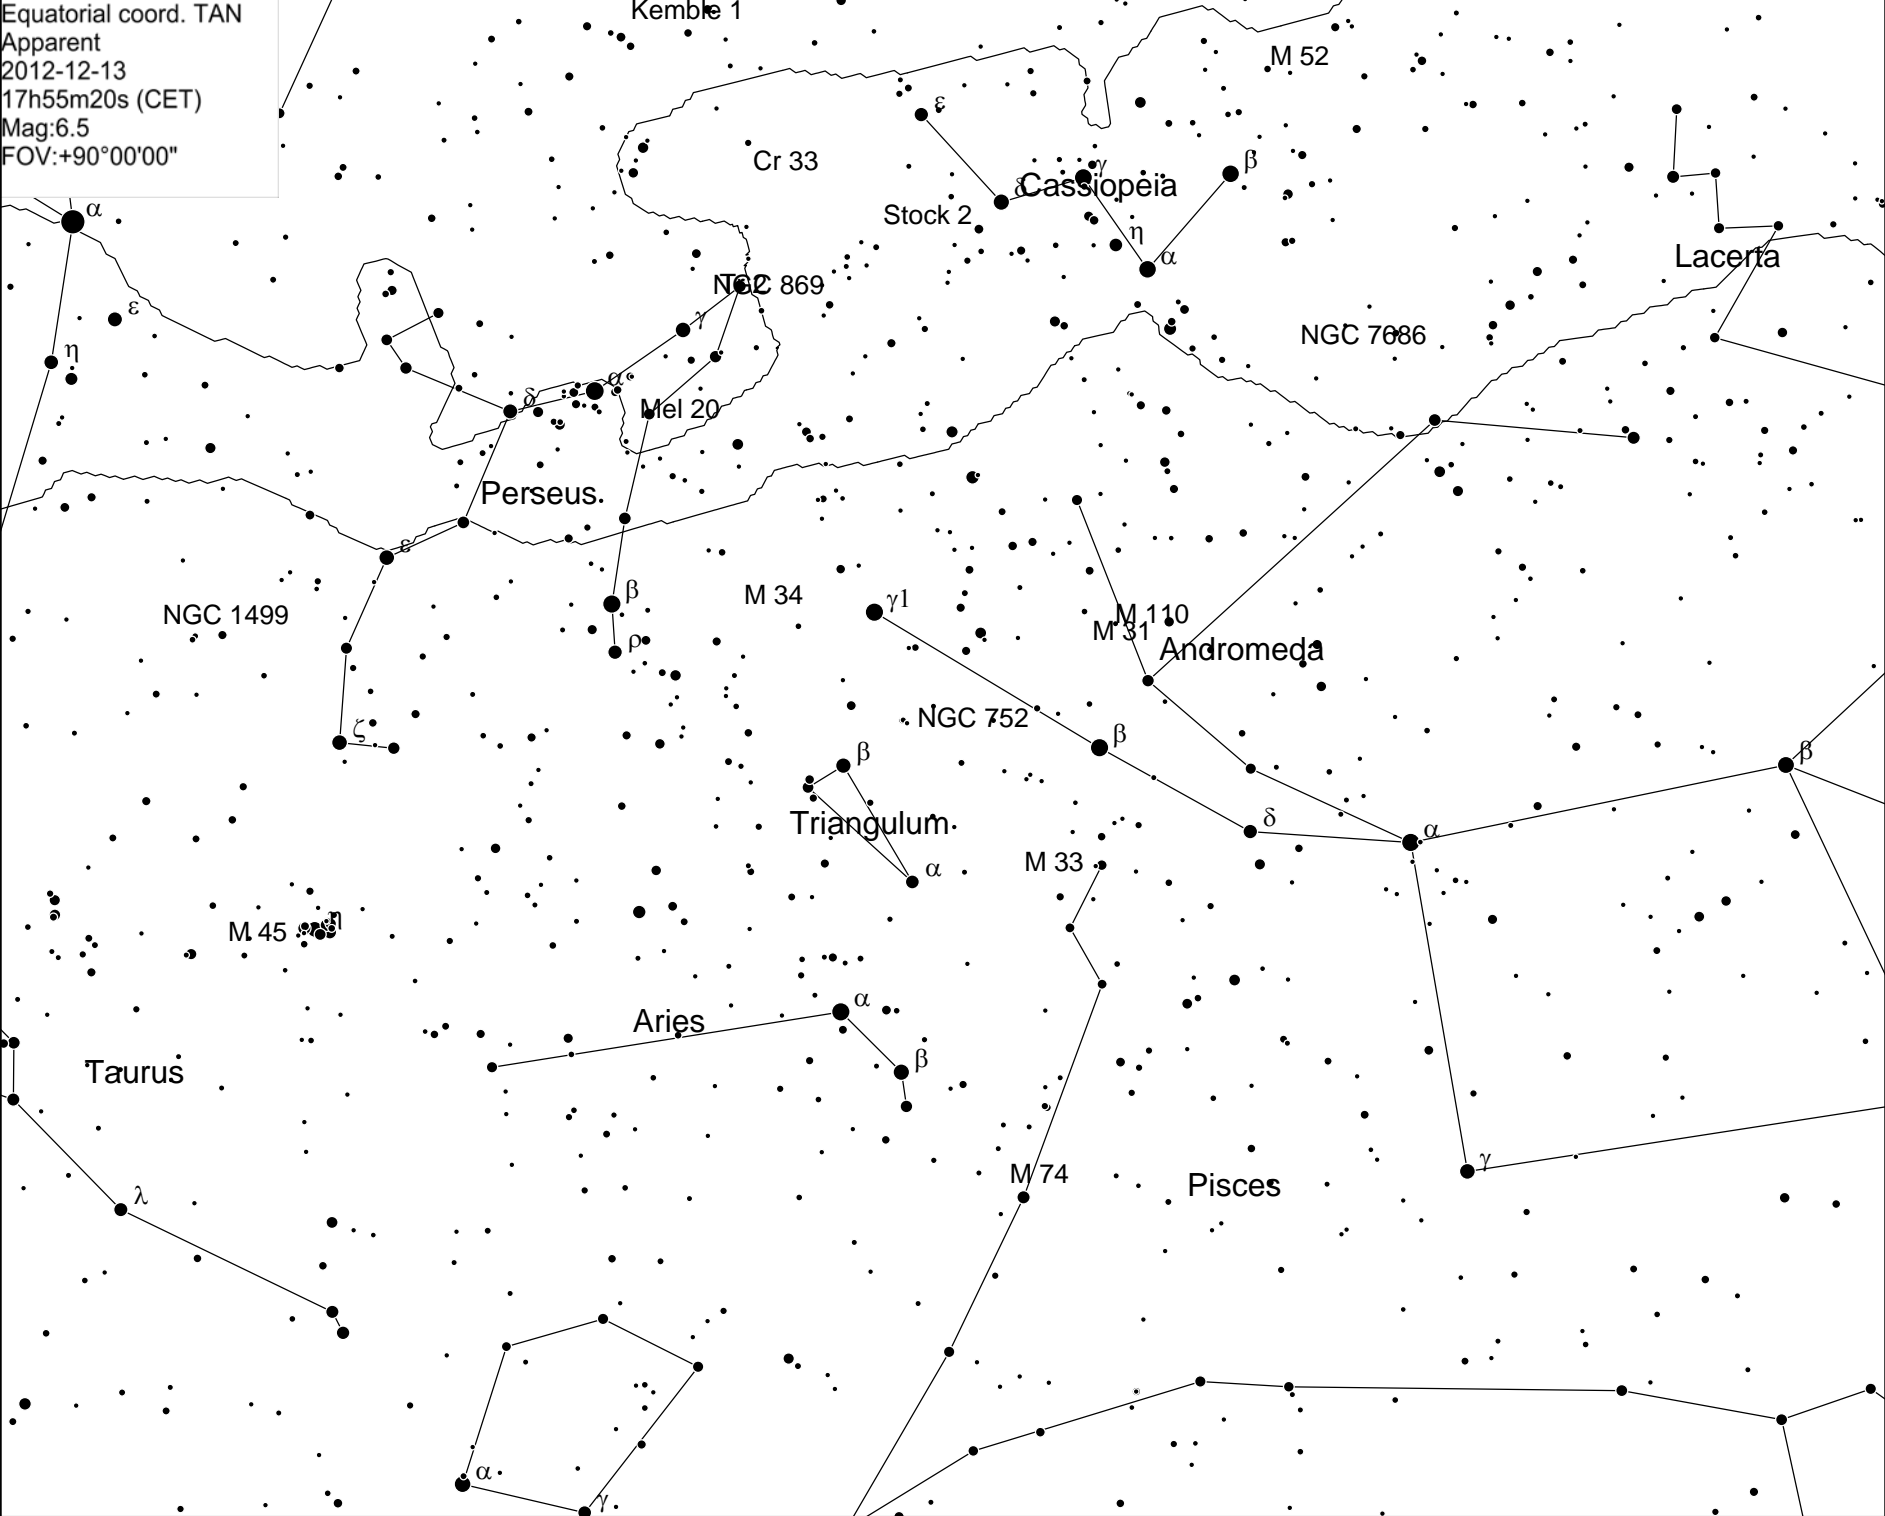 Equatorial coord. TAN
Apparent
2012-12-13
17h55m20s (CET)
Mag:6.5
FOV:+90°00'00"
Kemble 1
M 52
ε
Cr 33
γ
β
δ
Cassiopeia
α
Stock 2
η
α
Lacerta
NGC 869
ε
γ
NGC 7686
η
α
δ
Mel 20
Perseus
ε
β
M 34
γ1
NGC 1499
M 110
M 31
ρ
Andromeda
NGC 752
ζ
β
β
β
Triangulum
δ
α
M 33
α
η
M 45
α
Aries
β
Taurus
M 74
γ
Pisces
λ
α
γ